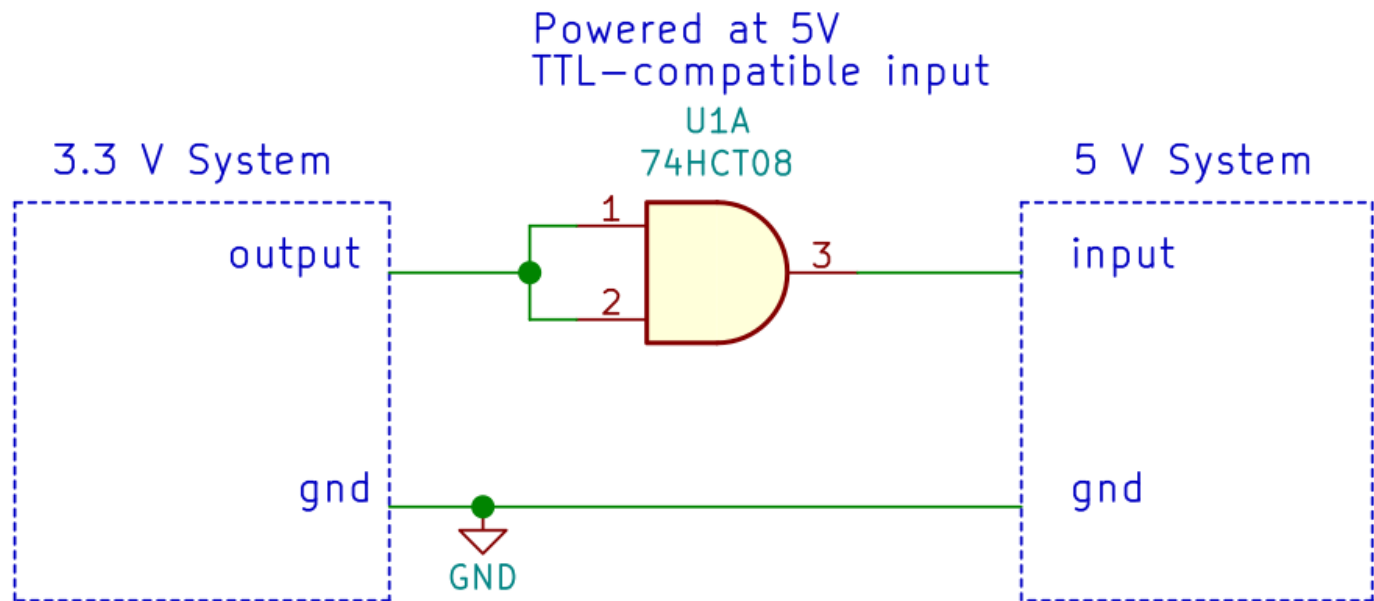 Powered at 5V
TTL-compatible input
U1A
74HCT08
3.3 V System
5 V System
1
output
3
input
2
gnd
gnd
GND